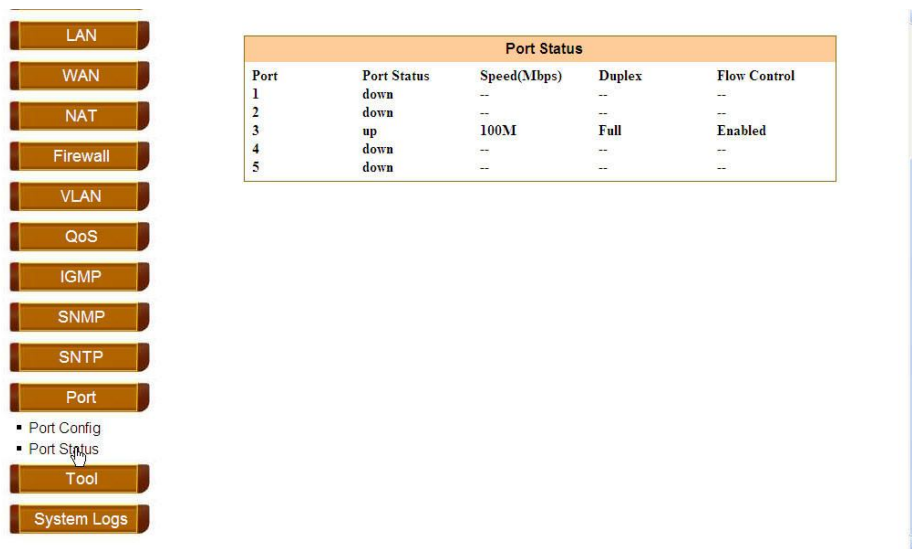 LAN
WAN
NAT
Firewall
VLAN
QoS
IGMP
SNMP
SNTP
Port
Port Config
Port Status
Tool
System Logs
Port Status
Port Port Status Speed(Mbps) Duplex Flow Control
1 down -- -- --
2 down -- -- --
3 up 100M Full Enabled
4 down -- -- --
5 down -- -- --